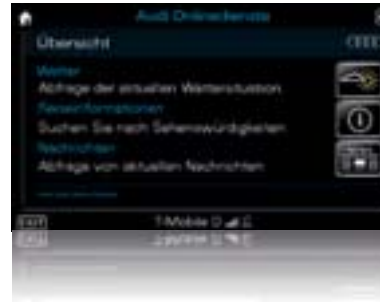 Audi Onlinedienste
Übersicht
Wetter
Abfrage der aktuellen Wettersituation
Reiseinformationen
Suchen Sie nach Sehenswürdigkeiten
Nachrichten
Abfrage von aktuellen Nachrichten
EXIT
T-Mobile D